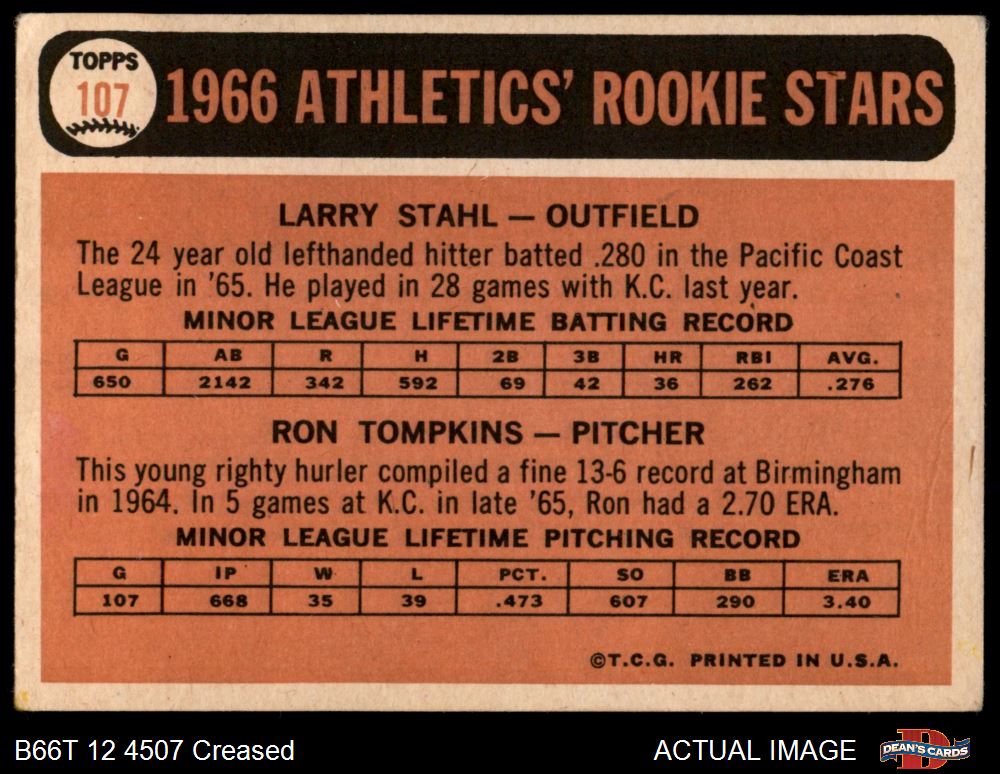 TOPPS
107
1966 ATHLETICS' ROOKIE STARS
LARRY STAHL — OUTFIELD
The 24 year old lefthanded hitter batted .280 in the Pacific Coast
League in '65. He played in 28 games with K.C. last year.
MINOR LEAGUE LIFETIME BATTING RECORD
G AB R H 2B 3B HR RBI AVG.
650 2142 342 592 69 42 36 262 .276
RON TOMPKINS — PITCHER
This young righty hurler compiled a fine 13-6 record at Birmingham
in 1964. In 5 games at K.C. in late '65, Ron had a 2.70 ERA.
MINOR LEAGUE LIFETIME PITCHING RECORD
G IP W L PCT. SO BB ERA
107 668 35 39 .473 607 290 3.40
©T.C.G. PRINTED IN U.S.A.
B66T 12 4507 Creased ACTUAL IMAGE DEAN'S CARDS